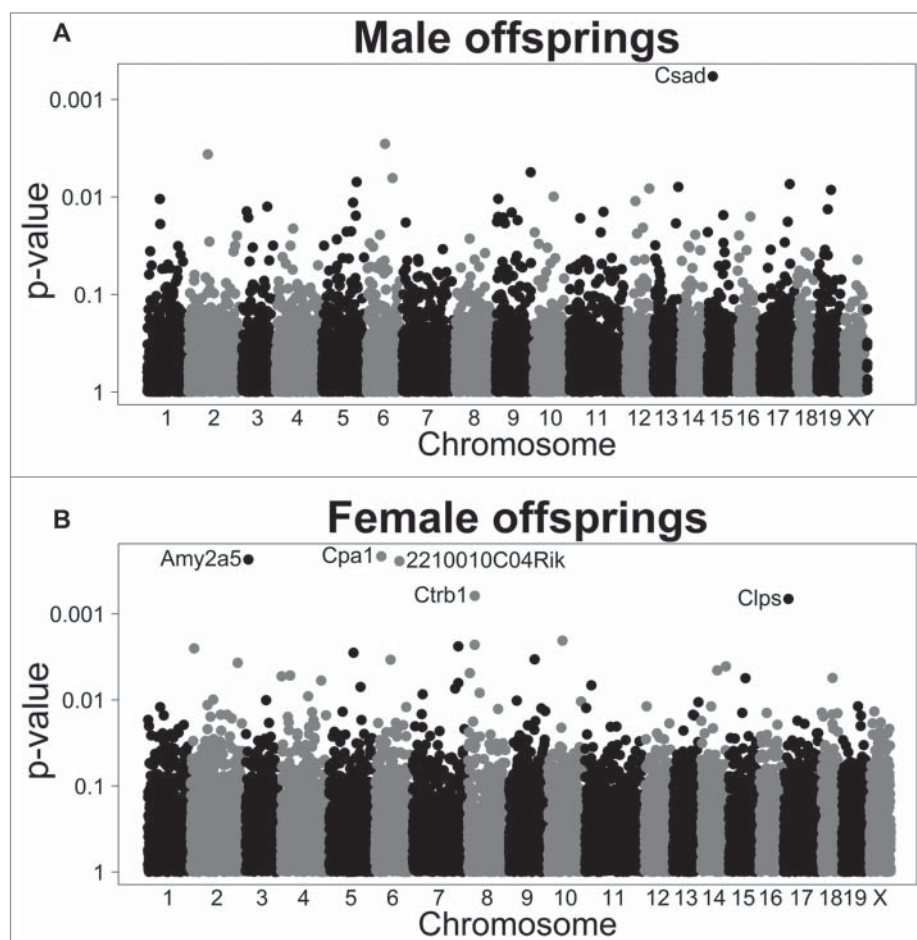 A
Male offsprings
Csad
0.001
0.01
0.1
1
p-value
1 2 3 4 5 6 7 8 9 10 11 12 13 14 15 16 17 18 19 XY
Chromosome
B
Female offsprings
Amy2a5 Cpa1 2210010C04Rik
Ctrb1 Clps
0.001
0.01
0.1
1
p-value
1 2 3 4 5 6 7 8 9 10 11 12 13 14 15 16 17 18 19 X
Chromosome